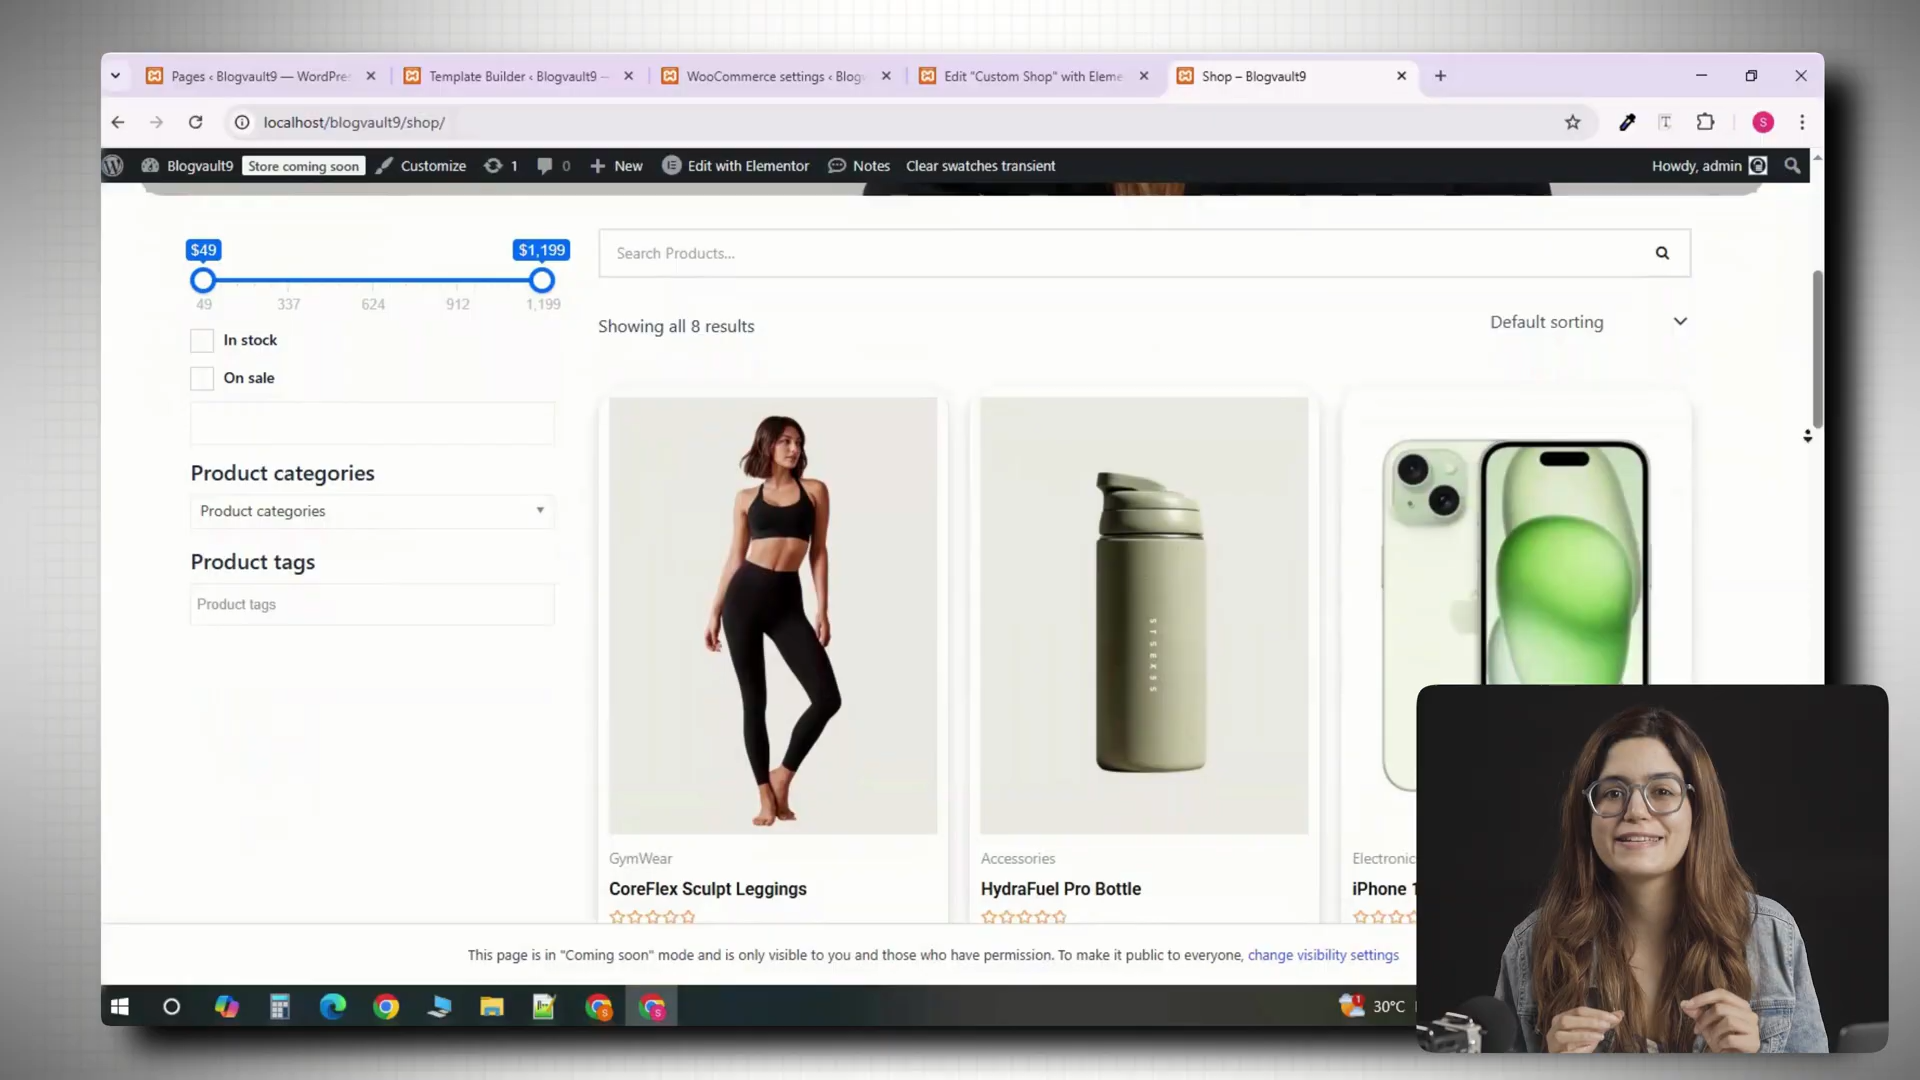 Pages ‹ Blogvault9 — WordPre
Template Builder ‹ Blogvault9 —
WooCommerce settings ‹ Blog
Edit "Custom Shop" with Eleme
Shop – Blogvault9
localhost/blogvault9/shop/
S
Blogvault9
Store coming soon
Customize
1
0
New
Edit with Elementor
Notes
Clear swatches transient
Howdy, admin
$49
$1,199
49
337
624
912
1,199
In stock
On sale
Product categories
Product categories
Product tags
Product tags
Search Products...
Showing all 8 results
Default sorting
GymWear
CoreFlex Sculpt Leggings
Accessories
HydraFuel Pro Bottle
Electronic
iPhone 1
This page is in "Coming soon" mode and is only visible to you and those who have permission. To make it public to everyone, change visibility settings
1
30°C